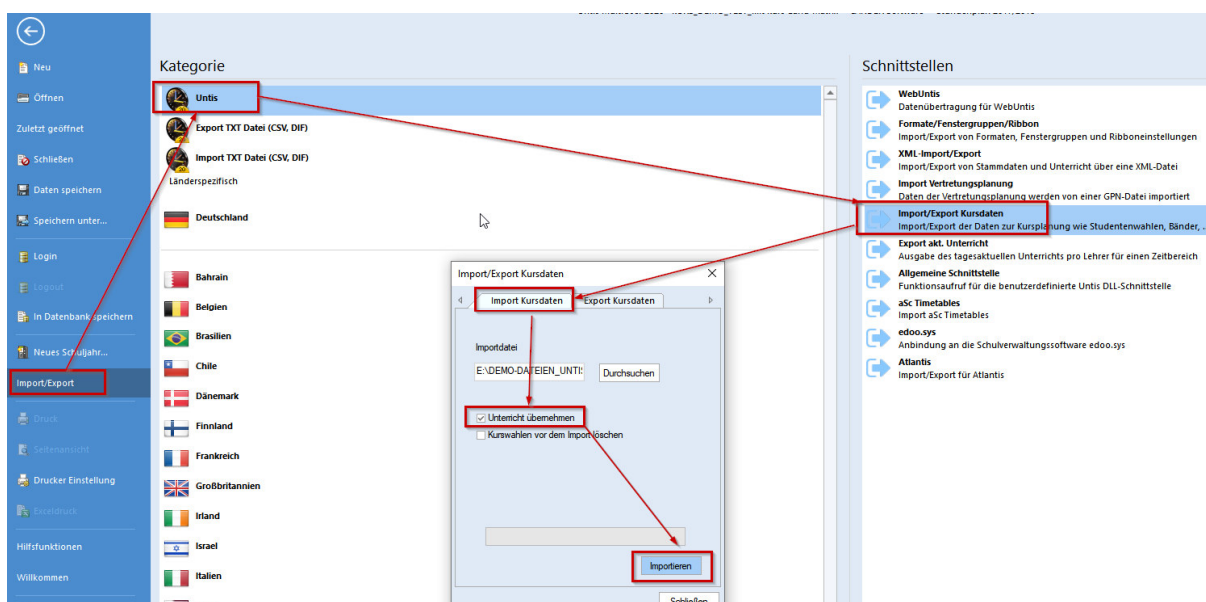 Neu
Öffnen
Zuletzt geöffnet
Schließen
Daten speichern
Speichern unter...
Login
Logout
In Datenbank speichern
Neues Schuljahr...
Import/Export
Druck
Seitenansicht
Drucker Einstellung
Exceldruck
Hilfsfunktionen
Willkommen
Kategorie
Untis
Export TXT Datei (CSV, DIF)
Import TXT Datei (CSV, DIF)
Länderspezifisch
Deutschland
Bahrain
Belgien
Brasilien
Chile
Dänemark
Finnland
Frankreich
Großbritannien
Irland
Israel
Italien
Import/Export Kursdaten
Import Kursdaten
Export Kursdaten
Importdatei
E:\DEMO-DATEIEN_UNTI
Durchsuchen
Unterricht übernehmen
Kurswahlen vor dem Import löschen
Importieren
Schließen
Schnittstellen
WebUntis
Datenübertragung für WebUntis
Formate/Fenstergruppen/Ribbon
Import/Export von Formaten, Fenstergruppen und Ribboneinstellungen
XML-Import/Export
Import/Export von Stammdaten und Unterricht über eine XML-Datei
Import Vertretungsplanung
Daten der Vertretungsplanung werden von einer GPN-Datei importiert
Import/Export Kursdaten
Import/Export der Daten zur Kursplanung wie Studentenwahlen, Bänder, ..
Export akt. Unterricht
Ausgabe des tagesaktuellen Unterrichts pro Lehrer für einen Zeitbereich
Allgemeine Schnittstelle
Funktionsaufruf für die benutzerdefinierte Untis DLL-Schnittstelle
aSc Timetables
Import aSc Timetables
edoo.sys
Anbindung an die Schulverwaltungssoftware edoo.sys
Atlantis
Import/Export für Atlantis